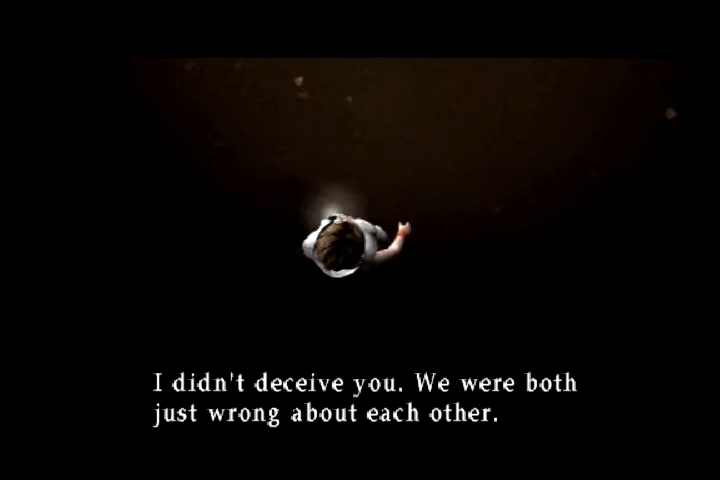 I didn't deceive you. We were both
just wrong about each other.